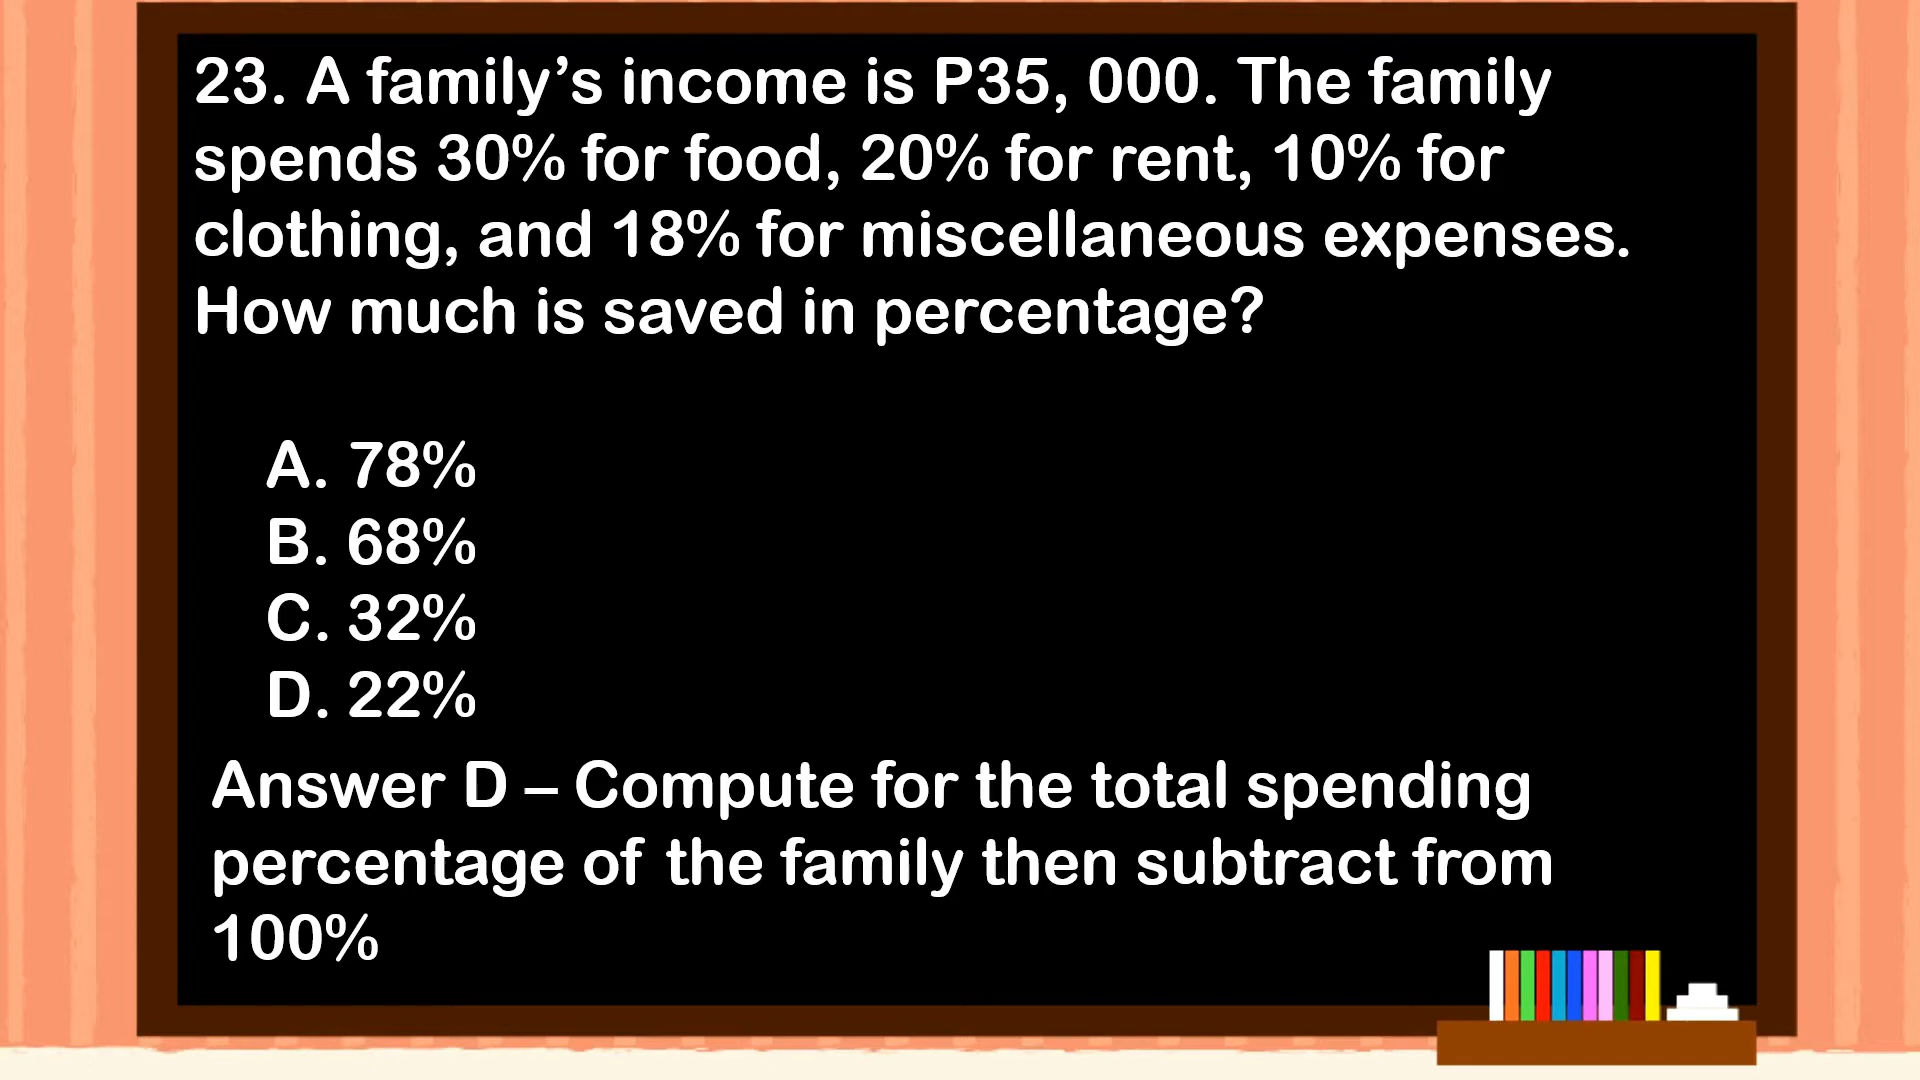 23. A family’s income is P35, 000. The family
spends 30% for food, 20% for rent, 10% for
clothing, and 18% for miscellaneous expenses.
How much is saved in percentage?
A. 78%
B. 68%
C. 32%
D. 22%
Answer D – Compute for the total spending
percentage of the family then subtract from
100%